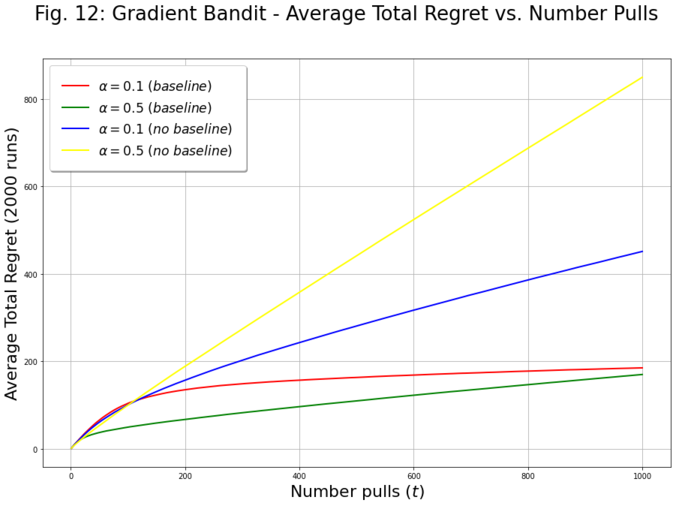 Fig. 12: Gradient Bandit - Average Total Regret vs. Number Pulls
α = 0.1 (baseline)
α = 0.5 (baseline)
α = 0.1 (no baseline)
α = 0.5 (no baseline)
Average Total Regret (2000 runs)
800
600
400
200
0
0 200 400 600 800 1000
Number pulls (t)